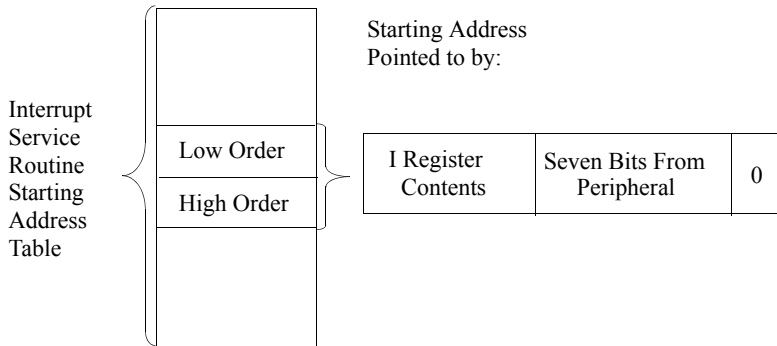 Starting Address
Pointed to by:
Interrupt
Service
Routine
Starting
Address
Table
Low Order
High Order
I Register
Contents
Seven Bits From
Peripheral
0